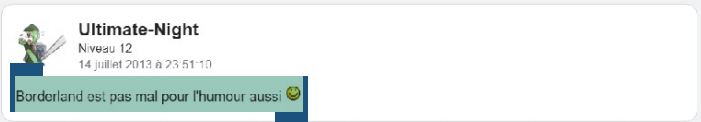 Ultimate-Night
Niveau 12
14 juillet 2013 à 23:51:10
Borderland est pas mal pour l'humour aussi